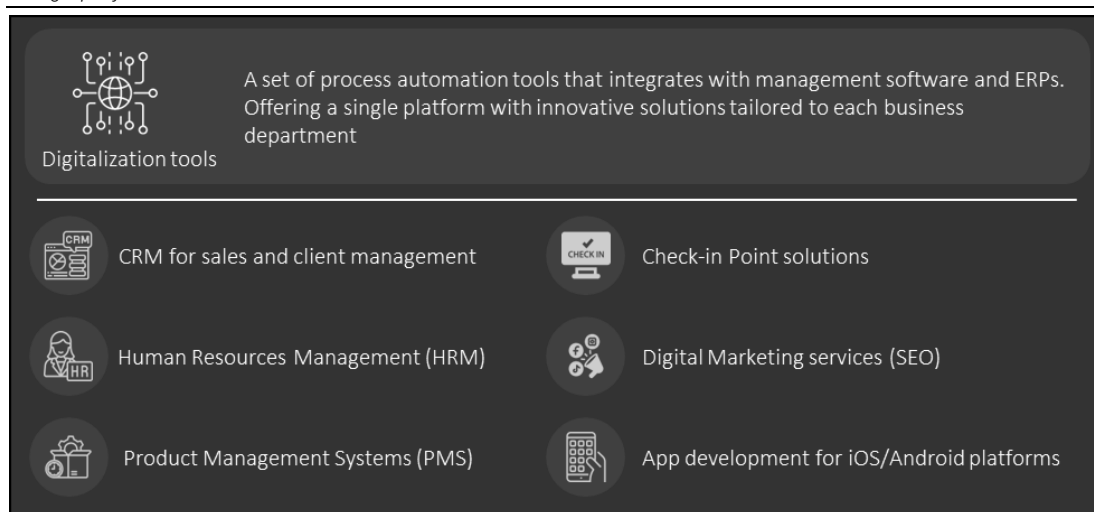 A set of process automation tools that integrates with management software and ERPs.
Offering a single platform with innovative solutions tailored to each business
department
Digitalization tools
CRM
CRM for sales and client management
CHECK IN
Check-in Point solutions
HR
Human Resources Management (HRM)
Digital Marketing services (SEO)
Product Management Systems (PMS)
App development for iOS/Android platforms